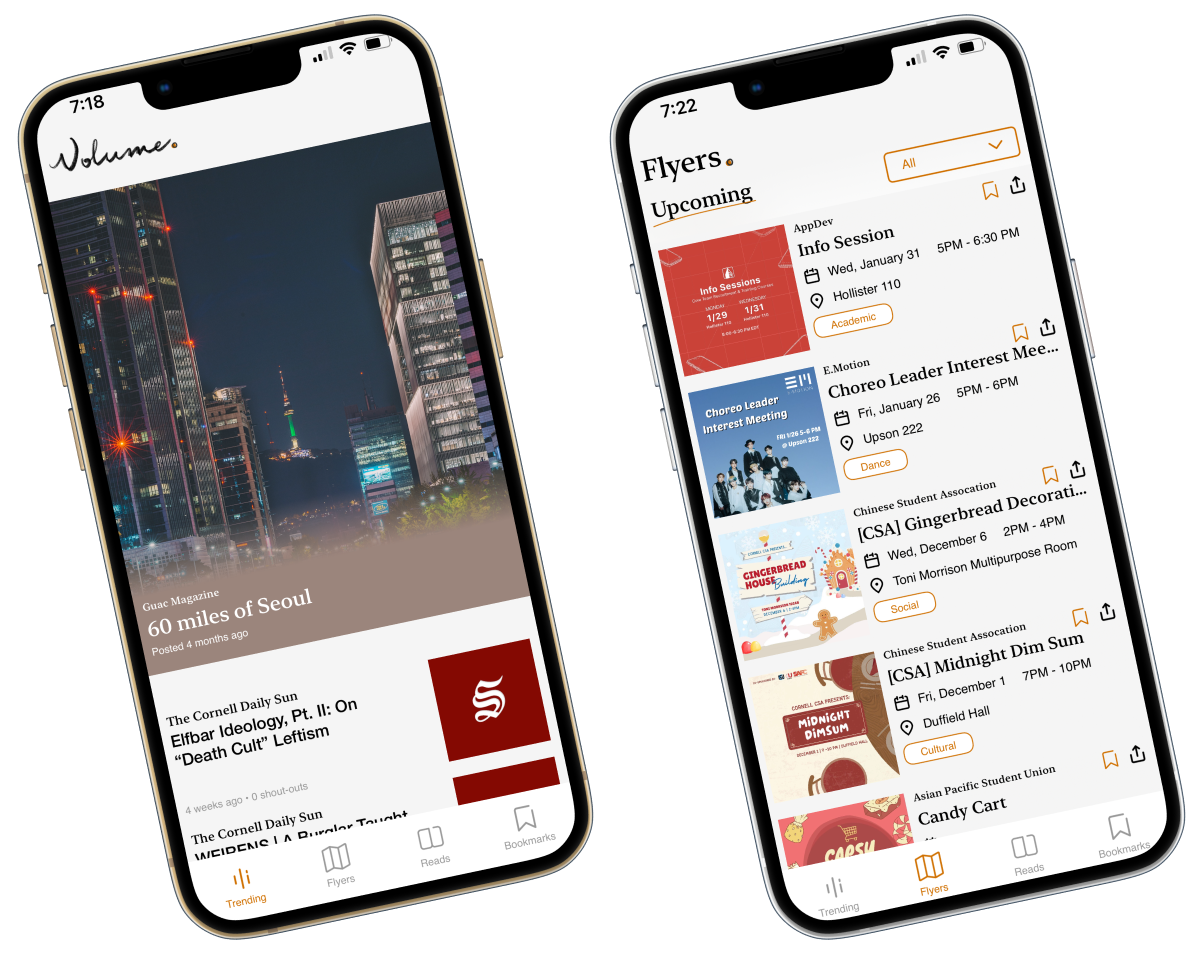 7:18
Volume.
Guac Magazine
60 miles of Seoul
Posted 4 months ago
The Cornell Daily Sun
Elfbar Ideology, Pt. II: On
“Death Cult” Leftism
4 weeks ago • 0 shout-outs
S
The Cornell Daily Sun
WEIRENS | A Burglar Taught
Trending
Flyers
Reads
Bookmarks
7:22
Flyers.
All
Upcoming
AppDev
Info Session
Wed, January 31 5PM - 6:30 PM
Hollister 110
Academic
Info Sessions
MONDAY WEDNESDAY
1/29 1/31
Hollister 110 Hollister 110
E.Motion
Choreo Leader Interest Mee...
Fri, January 26 5PM - 6PM
Upson 222
Dance
Choreo Leader
Interest Meeting
FRI 1/26 5-6 PM
@ Upson 222
Chinese Student Assocation
[CSA] Gingerbread Decorati...
Wed, December 6 2PM - 4PM
Toni Morrison Multipurpose Room
Social
CORNELL CSA PRESENTS:
GINGERBREAD
HOUSE Building
Chinese Student Assocation
[CSA] Midnight Dim Sum
Fri, December 1 7PM - 10PM
Duffield Hall
Cultural
CORNELL CSA PRESENTS:
MIDNIGHT
DIMSUM
Asian Pacific Student Union
Candy Cart
CAPSU
Trending
Flyers
Reads
Bookmarks